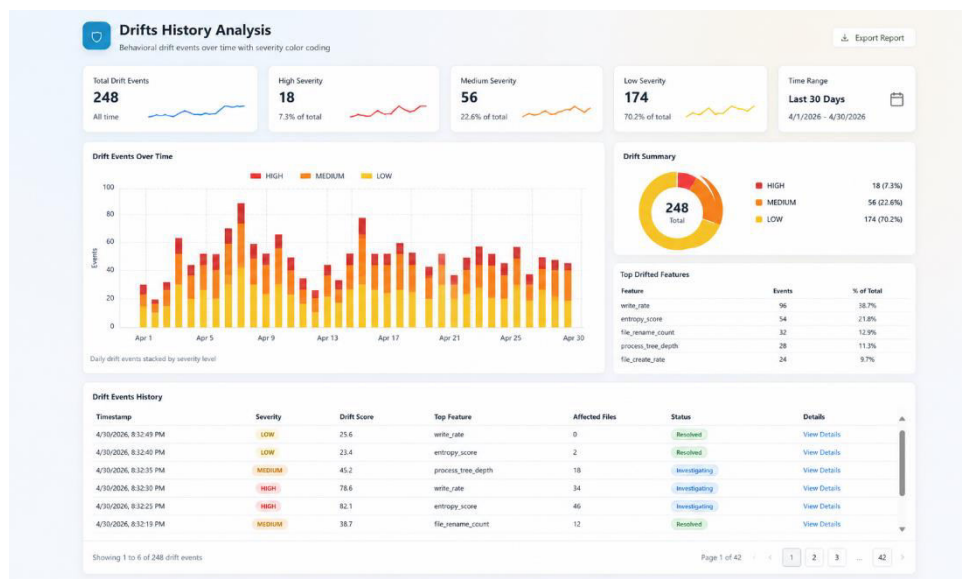 Drifts History Analysis
Behavioral drift events over time with severity color coding
Export Report
Total Drift Events
248
All time
High Severity
18
7.3% of total
Medium Severity
56
22.6% of total
Low Severity
174
70.2% of total
Time Range
Last 30 Days
4/1/2026 - 4/30/2026
Drift Events Over Time
HIGH MEDIUM LOW
100
80
60
40
20
0
Events
Apr 1 Apr 5 Apr 9 Apr 13 Apr 17 Apr 21 Apr 25 Apr 30
Daily drift events stacked by severity level
Drift Summary
248
Total
HIGH 18 (7.3%)
MEDIUM 56 (22.6%)
LOW 174 (70.2%)
Top Drifted Features
Feature Events % of Total
write_rate 96 38.7%
entropy_score 54 21.8%
file_rename_count 32 12.9%
process_tree_depth 28 11.3%
file_create_rate 24 9.7%
Drift Events History
Timestamp Severity Drift Score Top Feature Affected Files Status Details
4/30/2026, 8:32:49 PM LOW 25.6 write_rate 0 Resolved View Details
4/30/2026, 8:32:40 PM LOW 23.4 entropy_score 2 Resolved View Details
4/30/2026, 8:32:35 PM MEDIUM 45.2 process_tree_depth 18 Investigating View Details
4/30/2026, 8:32:30 PM HIGH 78.6 write_rate 34 Investigating View Details
4/30/2026, 8:32:25 PM HIGH 82.1 entropy_score 46 Investigating View Details
4/30/2026, 8:32:19 PM MEDIUM 38.7 file_rename_count 12 Resolved View Details
Showing 1 to 6 of 248 drift events
Page 1 of 42 1 2 3 ... 42